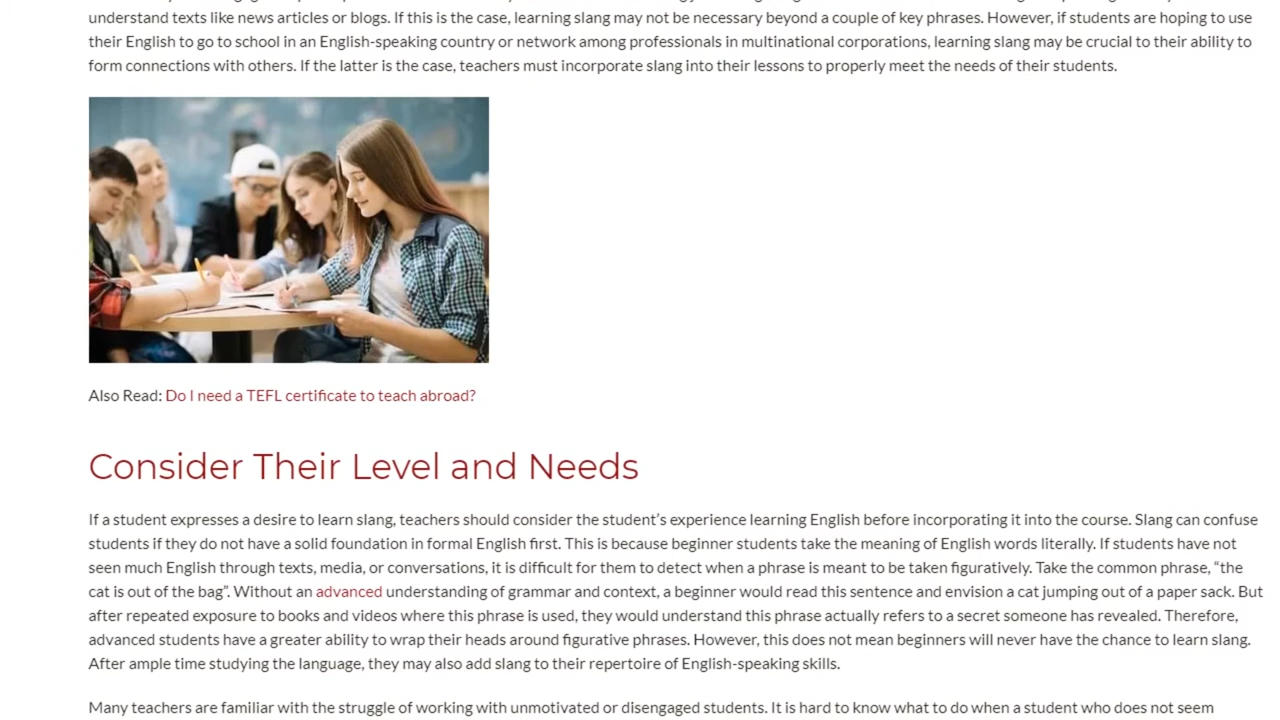 understand texts like news articles or blogs. If this is the case, learning slang may not be necessary beyond a couple of key phrases. However, if students are hoping to use
their English to go to school in an English-speaking country or network among professionals in multinational corporations, learning slang may be crucial to their ability to
form connections with others. If the latter is the case, teachers must incorporate slang into their lessons to properly meet the needs of their students.
Also Read: Do I need a TEFL certificate to teach abroad?
Consider Their Level and Needs
If a student expresses a desire to learn slang, teachers should consider the student’s experience learning English before incorporating it into the course. Slang can confuse
students if they do not have a solid foundation in formal English first. This is because beginner students take the meaning of English words literally. If students have not
seen much English through texts, media, or conversations, it is difficult for them to detect when a phrase is meant to be taken figuratively. Take the common phrase, “the
cat is out of the bag”. Without an advanced understanding of grammar and context, a beginner would read this sentence and envision a cat jumping out of a paper sack. But
after repeated exposure to books and videos where this phrase is used, they would understand this phrase actually refers to a secret someone has revealed. Therefore,
advanced students have a greater ability to wrap their heads around figurative phrases. However, this does not mean beginners will never have the chance to learn slang.
After ample time studying the language, they may also add slang to their repertoire of English-speaking skills.
Many teachers are familiar with the struggle of working with unmotivated or disengaged students. It is hard to know what to do when a student who does not seem